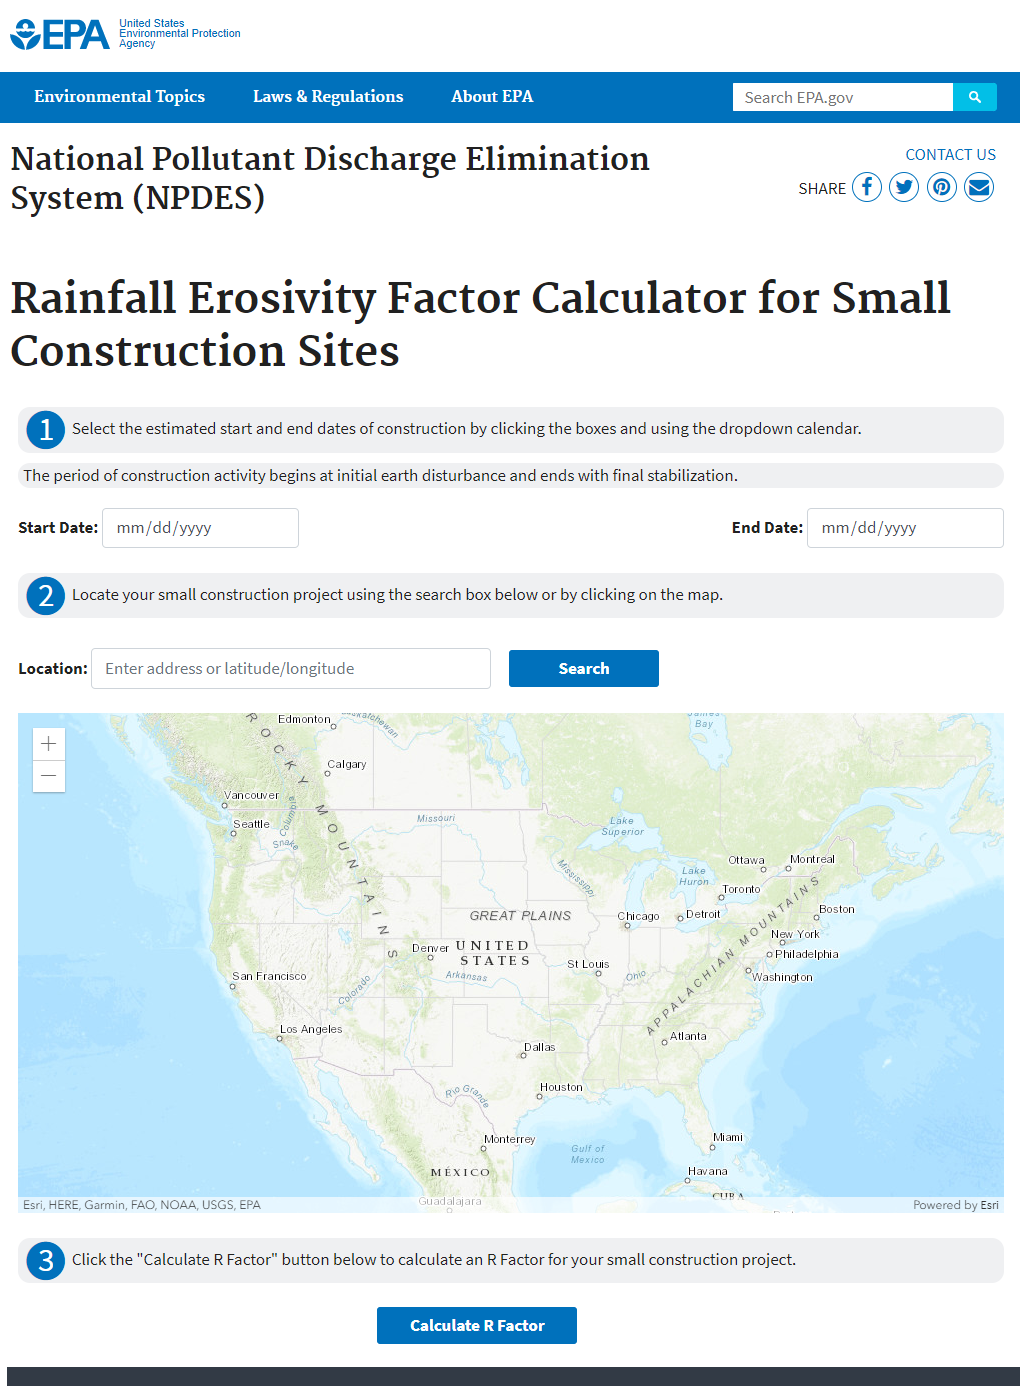 EPA
United States
Environmental Protection
Agency
Environmental Topics
Laws & Regulations
About EPA
Search EPA.gov
National Pollutant Discharge Elimination
System (NPDES)
CONTACT US
SHARE
Rainfall Erosivity Factor Calculator for Small
Construction Sites
1 Select the estimated start and end dates of construction by clicking the boxes and using the dropdown calendar.
The period of construction activity begins at initial earth disturbance and ends with final stabilization.
Start Date: mm/dd/yyyy
End Date: mm/dd/yyyy
2 Locate your small construction project using the search box below or by clicking on the map.
Location: Enter address or latitude/longitude
Search
Edmonton
Saskatchewan
James
Bay
ROCKY MOUNTAINS
Calgary
Vancouver
Columbia
Missouri
Lake
Superior
Seattle
Snake
Mississippi
Ottawa
Montreal
Lake
Huron
Toronto
APPALACHIAN MOUNTAINS
Boston
GREAT PLAINS
Chicago
Detroit
New York
Denver
UNITED
STATES
Philadelphia
St Louis
San Francisco
Arkansas
Ohio
Washington
Colorado
Los Angeles
Atlanta
Dallas
Rio Grande
Houston
Monterrey
Miami
Gulf of
Mexico
MÉXICO
Havana
CUBA
Guadalajara
Esri, HERE, Garmin, FAO, NOAA, USGS, EPA
Powered by Esri
3 Click the "Calculate R Factor" button below to calculate an R Factor for your small construction project.
Calculate R Factor